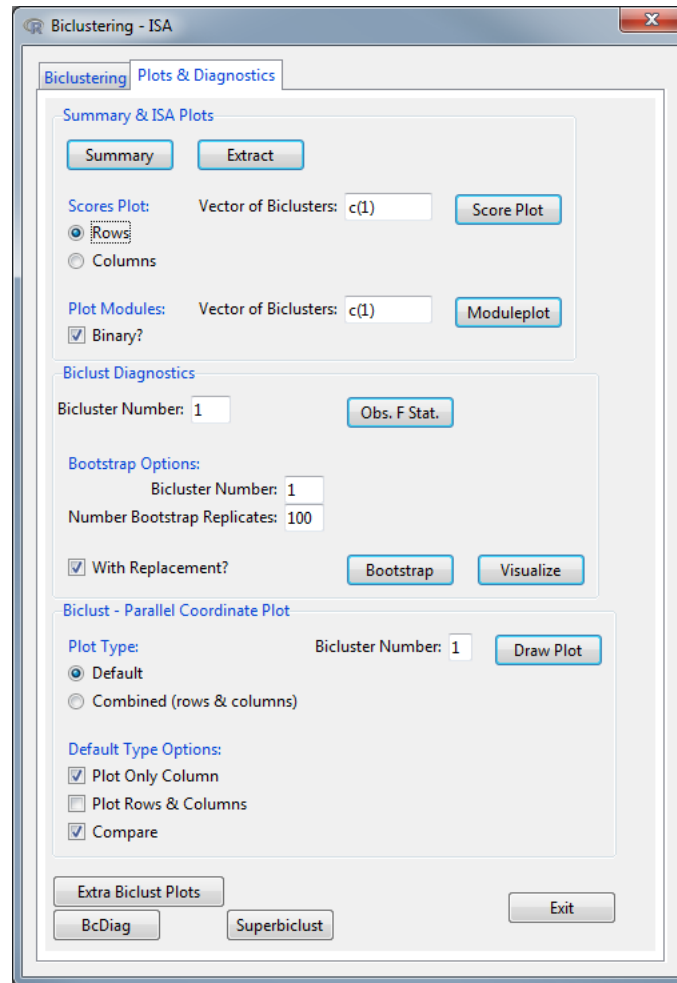 Biclustering - ISA
Biclustering Plots & Diagnostics
Summary & ISA Plots
Summary Extract
Scores Plot: Vector of Biclusters: c(1) Score Plot
Rows
Columns
Plot Modules: Vector of Biclusters: c(1) Moduleplot
Binary?
Biclust Diagnostics
Bicluster Number: 1 Obs. F Stat.
Bootstrap Options:
Bicluster Number: 1
Number Bootstrap Replicates: 100
With Replacement? Bootstrap Visualize
Biclust - Parallel Coordinate Plot
Plot Type: Bicluster Number: 1 Draw Plot
Default
Combined (rows & columns)
Default Type Options:
Plot Only Column
Plot Rows & Columns
Compare
Extra Biclust Plots
Exit
BcDiag Superbiclust